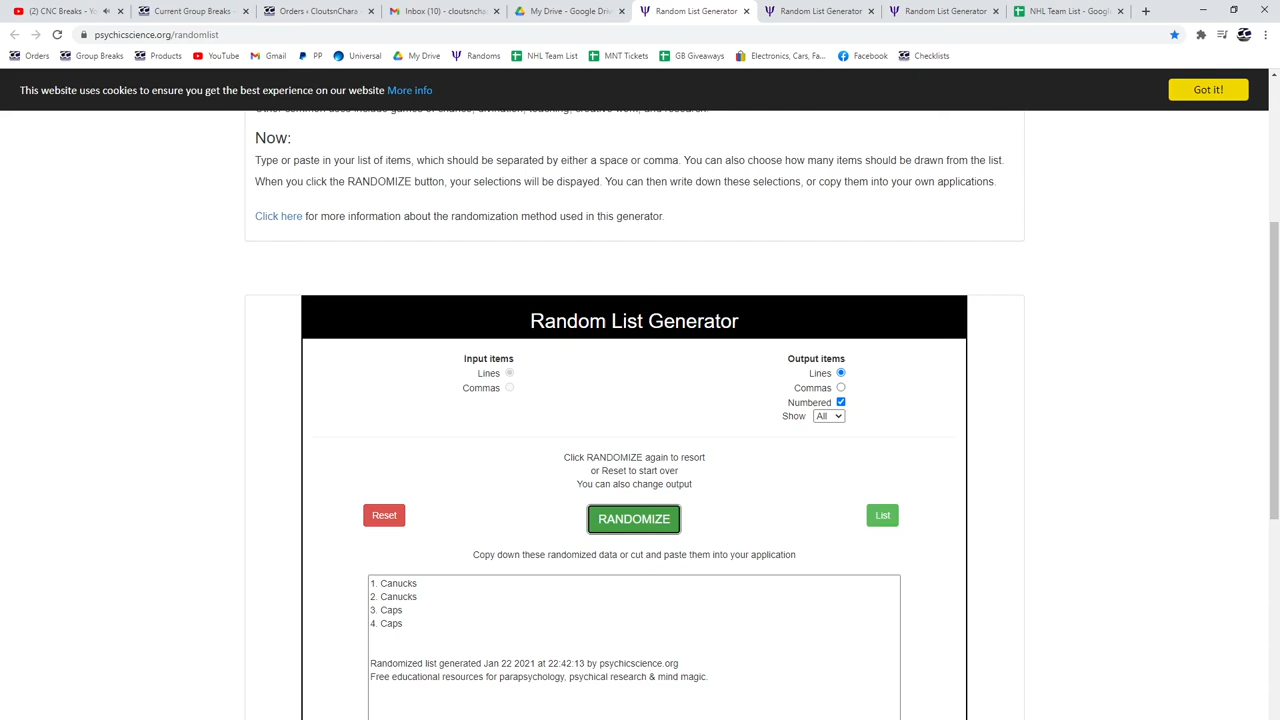 (2) CNC Breaks - Yo
Current Group Breaks
Orders ‹ CloutsnChara
Inbox (10) - cloutsncha
My Drive - Google Driv
Random List Generator
Random List Generator
Random List Generator
NHL Team List - Google
psychicscience.org/randomlist
Orders
Group Breaks
Products
YouTube
Gmail
PP
Universal
My Drive
Randoms
NHL Team List
MNT Tickets
GB Giveaways
Electronics, Cars, Fa...
Facebook
Checklists
This website uses cookies to ensure you get the best experience on our website More info
Got it!
Now:
Type or paste in your list of items, which should be separated by either a space or comma. You can also choose how many items should be drawn from the list.
When you click the RANDOMIZE button, your selections will be dispayed. You can then write down these selections, or copy them into your own applications.
Click here for more information about the randomization method used in this generator.
Random List Generator
Input items
Lines
Commas
Output items
Lines
Commas
Numbered
Show All
Click RANDOMIZE again to resort
or Reset to start over
You can also change output
Reset
RANDOMIZE
List
Copy down these randomized data or cut and paste them into your application
1. Canucks
2. Canucks
3. Caps
4. Caps
Randomized list generated Jan 22 2021 at 22:42:13 by psychicscience.org
Free educational resources for parapsychology, psychical research & mind magic.